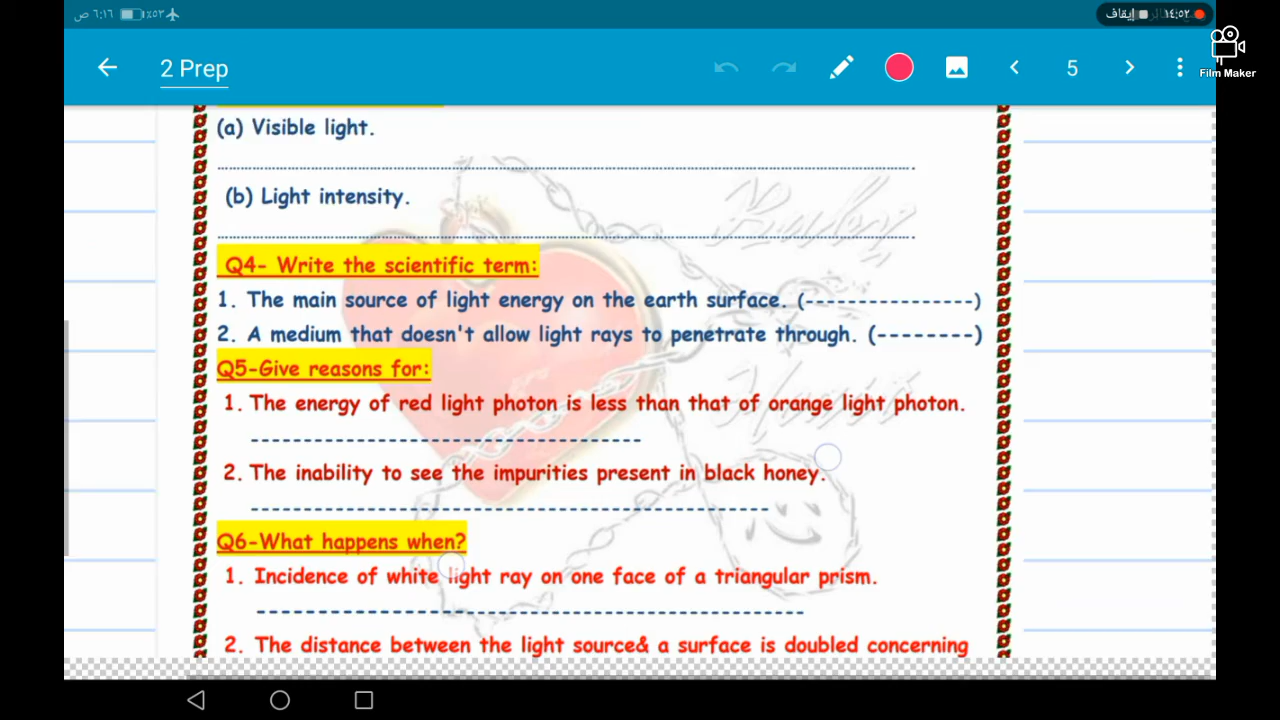 ٦:١٦ ص
٪٥٣
١٤:٥٢
إيقاف
Film Maker
2 Prep
5
(a) Visible light.
(b) Light intensity.
Q4- Write the scientific term:
1. The main source of light energy on the earth surface. (----------------)
2. A medium that doesn't allow light rays to penetrate through. (--------)
Q5-Give reasons for:
1. The energy of red light photon is less than that of orange light photon.
2. The inability to see the impurities present in black honey.
Q6-What happens when?
1. Incidence of white light ray on one face of a triangular prism.
2. The distance between the light source& a surface is doubled concerning